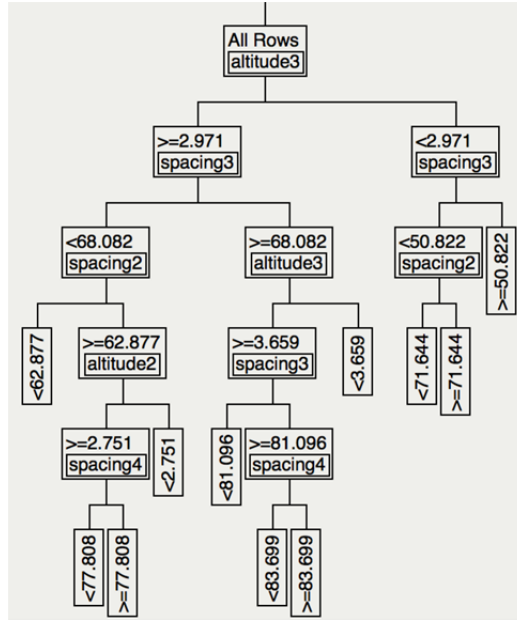 All Rows
altitude3
>=2.971
spacing3
<2.971
spacing3
<68.082
spacing2
>=68.082
altitude3
<50.822
spacing2
>=50.822
<62.877
>=62.877
altitude2
>=3.659
spacing3
<3.659
<71.644
>=71.644
>=2.751
spacing4
<2.751
<81.096
>=81.096
spacing4
<77.808
>=77.808
<83.699
>=83.699